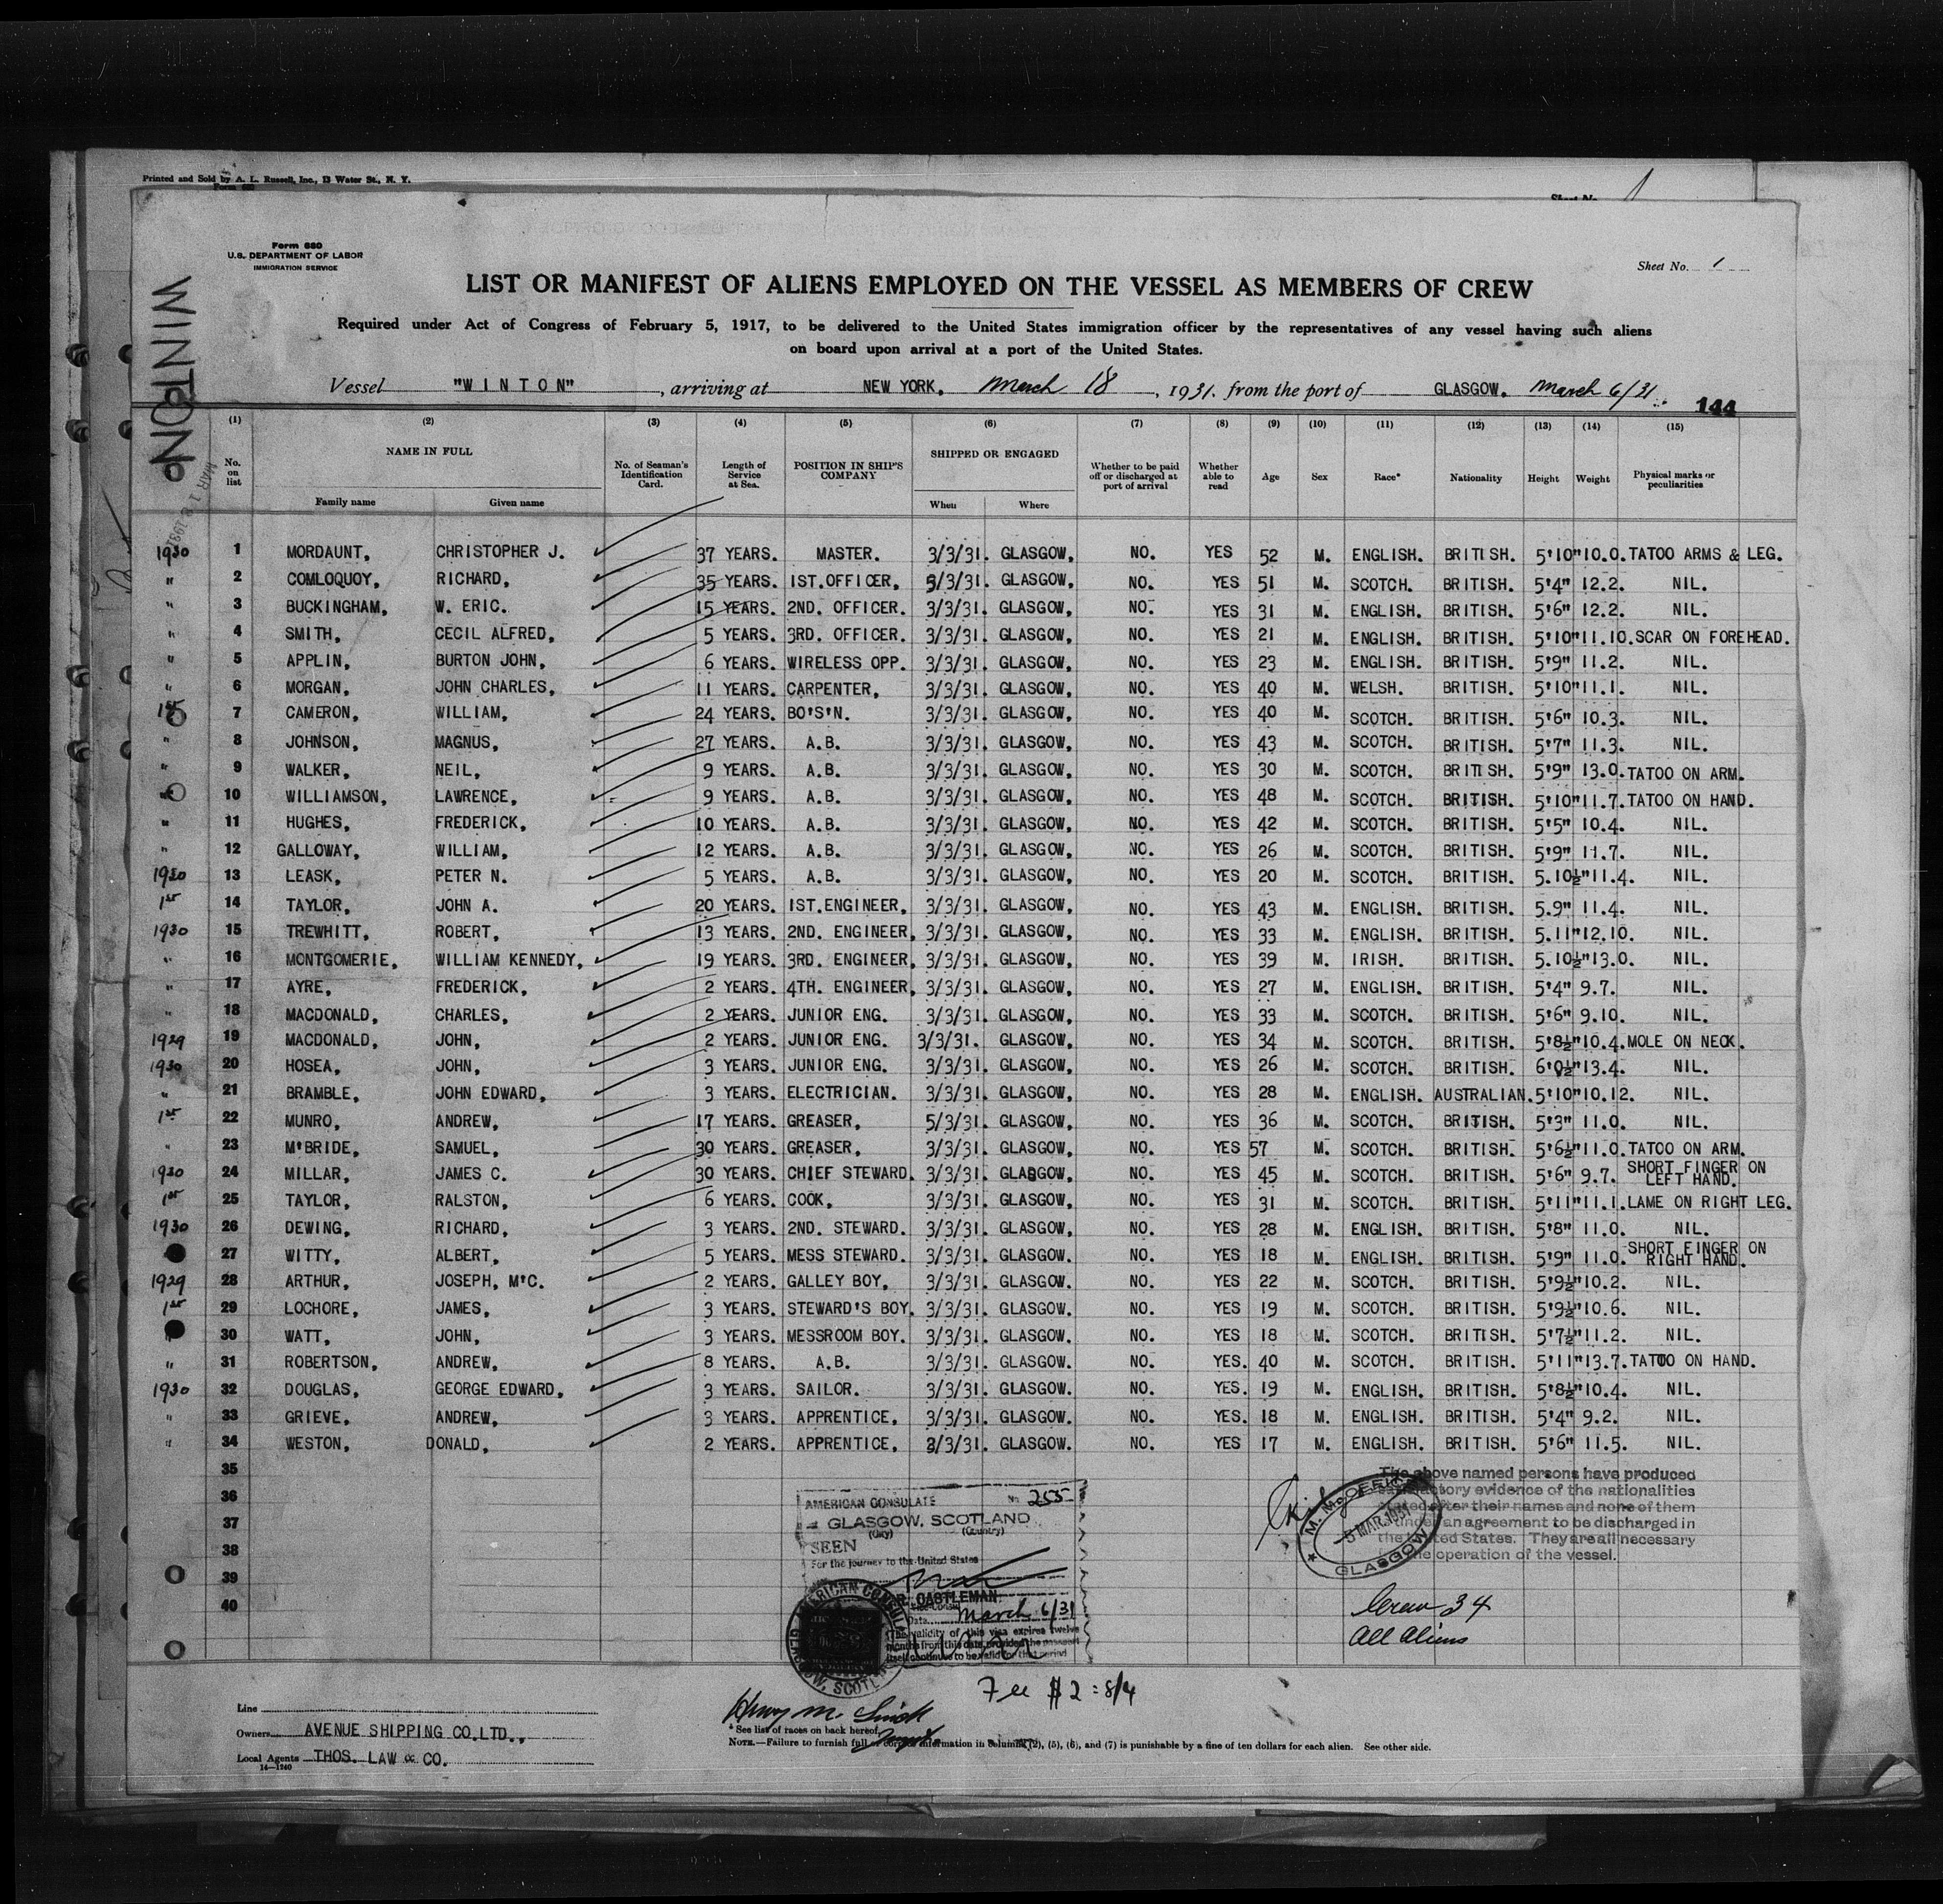 Printed and Sold by A. L. Russell, Inc., 13 Water St., N. Y.
Form 680
Sheet No. 1
Form 680
U.S. DEPARTMENT OF LABOR
IMMIGRATION SERVICE
Sheet No. 1
WINTON
MAR 18 1931
LIST OR MANIFEST OF ALIENS EMPLOYED ON THE VESSEL AS MEMBERS OF CREW
Required under Act of Congress of February 5, 1917, to be delivered to the United States immigration officer by the representatives of any vessel having such aliens
on board upon arrival at a port of the United States.
Vessel "WINTON", arriving at NEW YORK, March 18, 1931. from the port of GLASGOW. March 6/31
144
(1) (2) (3) (4) (5) (6) (7) (8) (9) (10) (11) (12) (13) (14) (15)
No. on list NAME IN FULL Family name Given name No. of Seaman's Identification Card. Length of Service at Sea. POSITION IN SHIP'S COMPANY SHIPPED OR ENGAGED When Where Whether to be paid off or discharged at port of arrival Whether able to read Age Sex Race* Nationality Height Weight Physical marks or peculiarities
1930 1 MORDAUNT, CHRISTOPHER J. 37 YEARS. MASTER. 3/3/31. GLASGOW, NO. YES 52 M. ENGLISH. BRITISH. 5'10" 10.0. TATOO ARMS & LEG.
" 2 COMLOQUOY, RICHARD, 35 YEARS. 1ST. OFFICER, 5/3/31. GLASGOW, NO. YES 51 M. SCOTCH. BRITISH. 5'4" 12.2. NIL.
" 3 BUCKINGHAM, W. ERIC. 15 YEARS. 2ND. OFFICER. 3/3/31. GLASGOW, NO. YES 31 M. ENGLISH. BRITISH. 5'6" 12.2. NIL.
" 4 SMITH, CECIL ALFRED, 5 YEARS. 3RD. OFFICER. 3/3/31. GLASGOW, NO. YES 21 M. ENGLISH. BRITISH. 5'10" 11.10. SCAR ON FOREHEAD.
" 5 APPLIN, BURTON JOHN, 6 YEARS. WIRELESS OPP. 3/3/31. GLASGOW, NO. YES 23 M. ENGLISH. BRITISH. 5'9" 11.2. NIL.
" 6 MORGAN, JOHN CHARLES, 11 YEARS. CARPENTER, 3/3/31. GLASGOW, NO. YES 40 M. WELSH. BRITISH. 5'10" 11.1. NIL.
1st 7 CAMERON, WILLIAM, 24 YEARS. BO'S'N. 3/3/31. GLASGOW, NO. YES 40 M. SCOTCH. BRITISH. 5'6" 10.3. NIL.
" 8 JOHNSON, MAGNUS, 27 YEARS. A.B. 3/3/31. GLASGOW, NO. YES 43 M. SCOTCH. BRITISH. 5'7" 11.3. NIL.
" 9 WALKER, NEIL, 9 YEARS. A.B. 3/3/31. GLASGOW, NO. YES 30 M. SCOTCH. BRITISH. 5'9" 13.0. TATOO ON ARM.
" 10 WILLIAMSON, LAWRENCE, 9 YEARS. A.B. 3/3/31. GLASGOW, NO. YES 48 M. SCOTCH. BRITISH. 5'10" 11.7. TATOO ON HAND.
" 11 HUGHES, FREDERICK, 10 YEARS. A.B. 3/3/31. GLASGOW, NO. YES 42 M. SCOTCH. BRITISH. 5'5" 10.4. NIL.
" 12 GALLOWAY, WILLIAM, 12 YEARS. A.B. 3/3/31. GLASGOW, NO. YES 26 M. SCOTCH. BRITISH. 5'9" 11.7. NIL.
1930 13 LEASK, PETER N. 5 YEARS. A.B. 3/3/31. GLASGOW, NO. YES 20 M. SCOTCH. BRITISH. 5.10½" 11.4. NIL.
1st 14 TAYLOR, JOHN A. 20 YEARS. 1ST. ENGINEER, 3/3/31. GLASGOW, NO. YES 43 M. ENGLISH. BRITISH. 5.9" 11.4. NIL.
1930 15 TREWHITT, ROBERT, 13 YEARS. 2ND. ENGINEER, 3/3/31. GLASGOW, NO. YES 33 M. ENGLISH. BRITISH. 5.11" 12.10. NIL.
" 16 MONTGOMERIE, WILLIAM KENNEDY, 19 YEARS. 3RD. ENGINEER, 3/3/31. GLASGOW, NO. YES 39 M. IRISH. BRITISH. 5.10½" 13.0. NIL.
" 17 AYRE, FREDERICK, 2 YEARS. 4TH. ENGINEER, 3/3/31. GLASGOW, NO. YES 27 M. ENGLISH. BRITISH. 5'4" 9.7. NIL.
" 18 MACDONALD, CHARLES, 2 YEARS. JUNIOR ENG. 3/3/31. GLASGOW, NO. YES 33 M. SCOTCH. BRITISH. 5'6" 9.10. NIL.
1929 19 MACDONALD, JOHN, 2 YEARS. JUNIOR ENG. 3/3/31. GLASGOW, NO. YES 34 M. SCOTCH. BRITISH. 5'8½" 10.4. MOLE ON NECK.
1930 20 HOSEA, JOHN, 3 YEARS. JUNIOR ENG. 3/3/31. GLASGOW, NO. YES 26 M. SCOTCH. BRITISH. 6'0½" 13.4. NIL.
" 21 BRAMBLE, JOHN EDWARD, 3 YEARS. ELECTRICIAN. 3/3/31. GLASGOW, NO. YES 28 M. ENGLISH. AUSTRALIAN. 5'10" 10.12. NIL.
1st 22 MUNRO, ANDREW, 17 YEARS. GREASER, 5/3/31. GLASGOW, NO. YES 36 M. SCOTCH. BRITISH. 5'3" 11.0. NIL.
" 23 McBRIDE, SAMUEL, 30 YEARS. GREASER, 3/3/31. GLASGOW, NO. YES 57 M. SCOTCH. BRITISH. 5'6½" 11.0. TATOO ON ARM.
1930 24 MILLAR, JAMES C. 30 YEARS. CHIEF STEWARD. 3/3/31. GLASGOW, NO. YES 45 M. SCOTCH. BRITISH. 5'6" 9.7. SHORT FINGER ON LEFT HAND.
1st 25 TAYLOR, RALSTON, 6 YEARS. COOK, 3/3/31. GLASGOW, NO. YES 31 M. SCOTCH. BRITISH. 5'11" 11.1. LAME ON RIGHT LEG.
1930 26 DEWING, RICHARD, 3 YEARS. 2ND. STEWARD. 3/3/31. GLASGOW, NO. YES 28 M. ENGLISH. BRITISH. 5'8" 11.0. NIL.
27 WITTY, ALBERT, 5 YEARS. MESS STEWARD. 3/3/31. GLASGOW. NO. YES 18 M. ENGLISH. BRITISH. 5'9" 11.0. SHORT FINGER ON RIGHT HAND.
1929 28 ARTHUR, JOSEPH, McC. 2 YEARS. GALLEY BOY, 3/3/31. GLASGOW. NO. YES 22 M. SCOTCH. BRITISH. 5'9½" 10.2. NIL.
1st 29 LOCHORE, JAMES, 3 YEARS. STEWARD'S BOY. 3/3/31. GLASGOW. NO. YES 19 M. SCOTCH. BRITISH. 5'9½" 10.6. NIL.
30 WATT, JOHN, 3 YEARS. MESSROOM BOY. 3/3/31. GLASGOW. NO. YES 18 M. SCOTCH. BRITISH. 5'7½" 11.2. NIL.
" 31 ROBERTSON, ANDREW, 8 YEARS. A.B. 3/3/31. GLASGOW. NO. YES. 40 M. SCOTCH. BRITISH. 5'11" 13.7. TATOO ON HAND.
1930 32 DOUGLAS, GEORGE EDWARD, 3 YEARS. SAILOR. 3/3/31. GLASGOW. NO. YES. 19 M. ENGLISH. BRITISH. 5'8½" 10.4. NIL.
" 33 GRIEVE, ANDREW, 3 YEARS. APPRENTICE, 3/3/31. GLASGOW. NO. YES. 18 M. ENGLISH. BRITISH. 5'4" 9.2. NIL.
" 34 WESTON, DONALD, 2 YEARS. APPRENTICE, 3/3/31. GLASGOW. NO. YES 17 M. ENGLISH. BRITISH. 5'6" 11.5. NIL.
35
36
37
38
39
40
AMERICAN CONSULATE No. 255
GLASGOW, SCOTLAND
(City) (Country)
SEEN
For the journey to the United States
R. CASTLEMAN
Vice Consul
Date March 6/31
The validity of this visa expires twelve
months from this date, provided the passport
itself continues to be valid for that period
AMERICAN CONSULATE GLASGOW, SCOTLAND
The above named persons have produced
satisfactory evidence of the nationalities
stated after their names and none of them
under an agreement to be discharged in
the United States. They are all necessary
the operation of the vessel.
5 MAR 1931
GLASGOW
Crew 34
All aliens
Fee $2 : 8/4
Line
Owners AVENUE SHIPPING CO. LTD.,
Local Agents THOS. LAW & CO.
14-1240
Henry M.
* See list of races on back hereof.
NOTE.—Failure to furnish full or correct information in columns (2), (5), (6), and (7) is punishable by a fine of ten dollars for each alien. See other side.